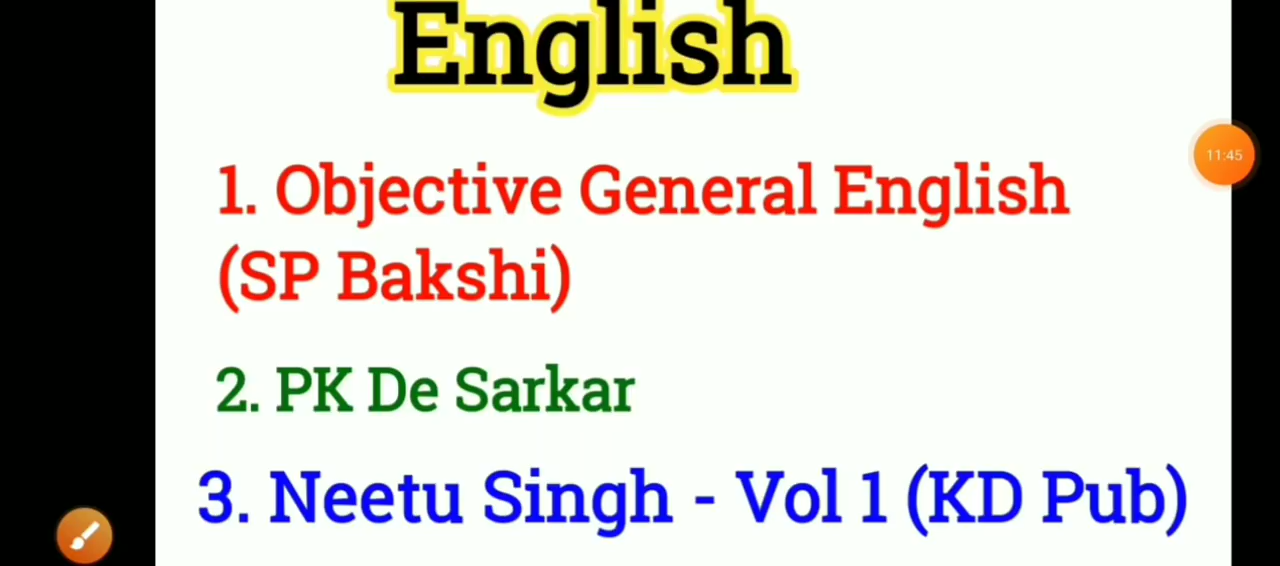 English
1. Objective General English
(SP Bakshi)
11:45
2. PK De Sarkar
3. Neetu Singh - Vol 1 (KD Pub)